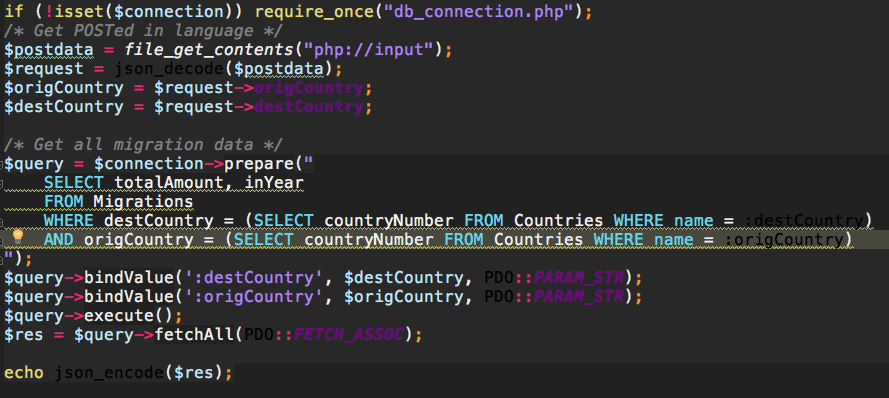 if (!isset($connection)) require_once("db_connection.php");
/* Get POSTed in language */
$postdata = file_get_contents("php://input");
$request = json_decode($postdata);
$origCountry = $request->origCountry;
$destCountry = $request->destCountry;
/* Get all migration data */
$query = $connection->prepare("
SELECT totalAmount, inYear
FROM Migrations
WHERE destCountry = (SELECT countryNumber FROM Countries WHERE name = :destCountry)
AND origCountry = (SELECT countryNumber FROM Countries WHERE name = :origCountry)
");
$query->bindValue(':destCountry', $destCountry, PDO::PARAM_STR);
$query->bindValue(':origCountry', $origCountry, PDO::PARAM_STR);
$query->execute();
$res = $query->fetchAll(PDO::FETCH_ASSOC);
echo json_encode($res);